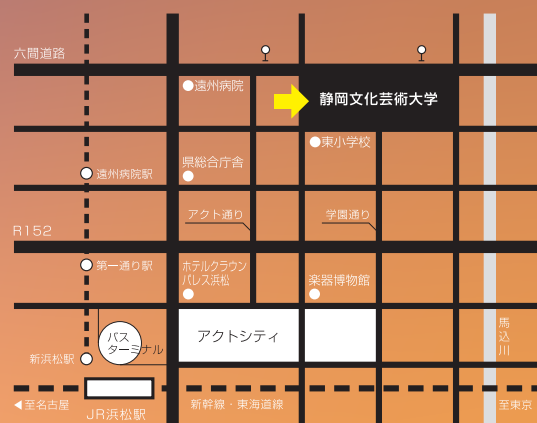 六間道路
遠州病院
静岡文化芸術大学
東小学校
県総合庁舎
遠州病院駅
アクト通り
学園通り
R152
第一通り駅
ホテルクラウン
パレス浜松
楽器博物館
バス
ターミナル
アクトシティ
馬込川
新浜松駅
至名古屋
JR浜松駅
新幹線・東海道線
至東京